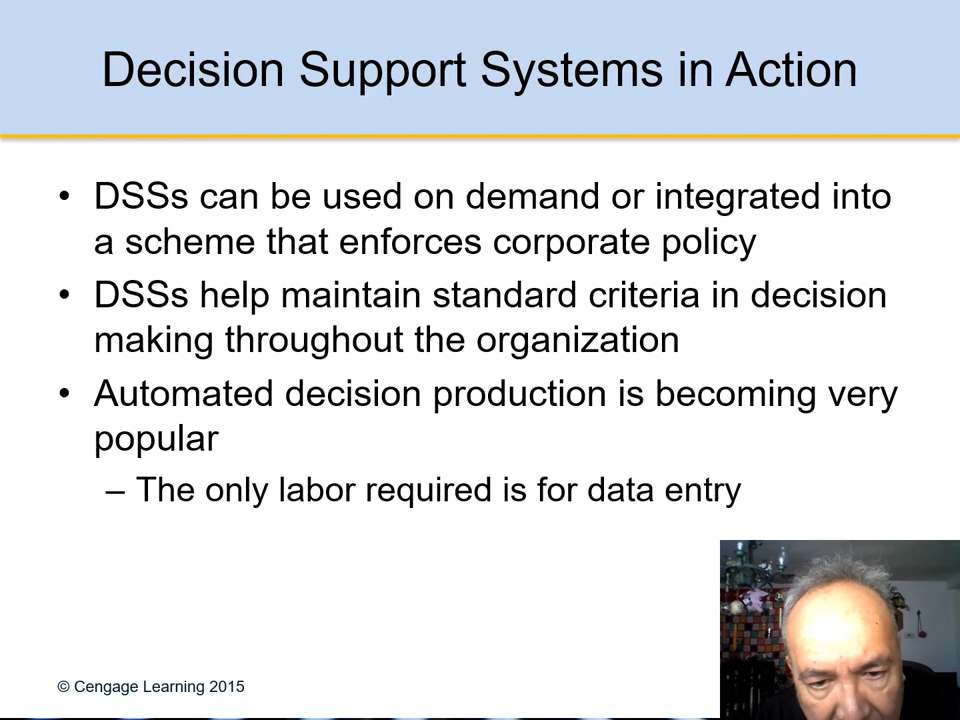 Decision Support Systems in Action
• DSSs can be used on demand or integrated into
a scheme that enforces corporate policy
• DSSs help maintain standard criteria in decision
making throughout the organization
• Automated decision production is becoming very
popular
– The only labor required is for data entry
© Cengage Learning 2015